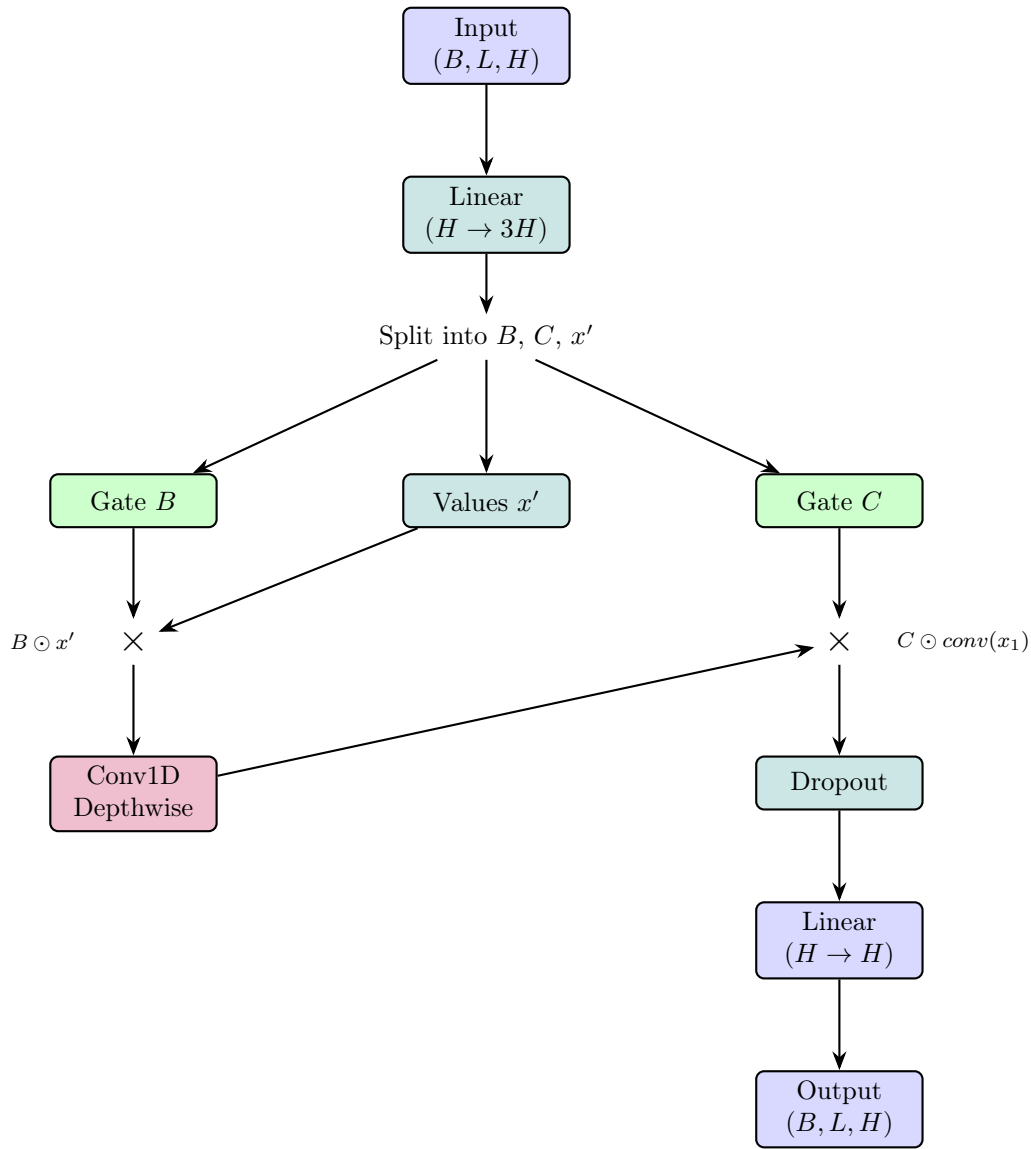 Input
(B, L, H)
Linear
(H → 3H)
Split into B, C, x′
Gate B
Values x′
Gate C
B ⊙ x′
×
×
C ⊙ conv(x₁)
Conv1D
Depthwise
Dropout
Linear
(H → H)
Output
(B, L, H)